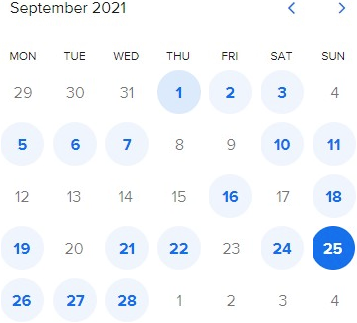 September 2021
MON TUE WED THU FRI SAT SUN
29 30 31 1 2 3 4
5 6 7 8 9 10 11
12 13 14 15 16 17 18
19 20 21 22 23 24 25
26 27 28 1 2 3 4